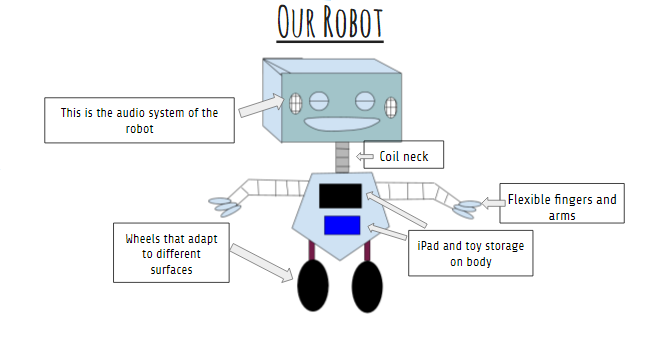 OUR ROBOT
This is the audio system of the
robot
Coil neck
Flexible fingers and
arms
Wheels that adapt
to different
surfaces
iPad and toy storage
on body